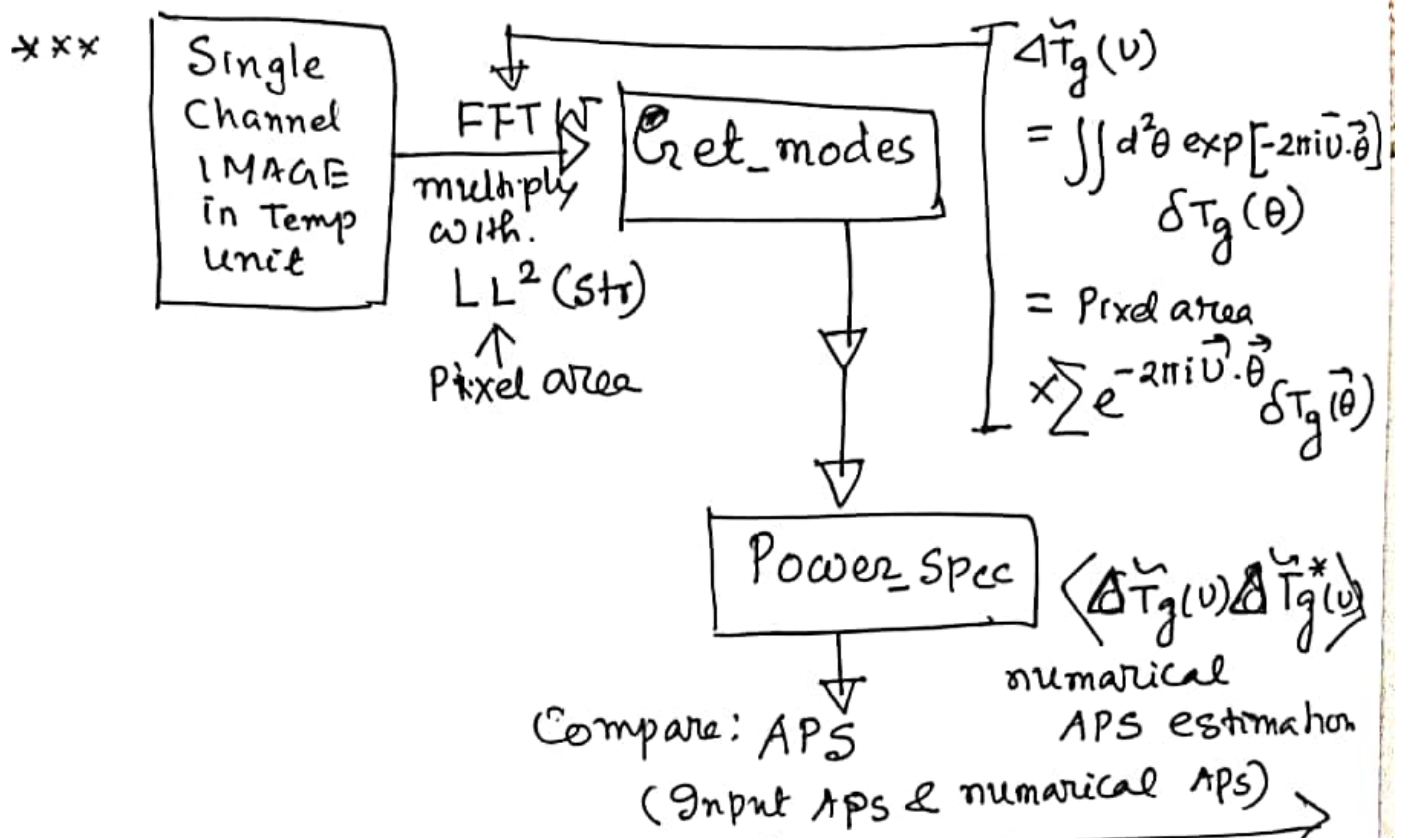 ***
Single
Channel
IMAGE
in Temp
unit
FFT
multiply
with.
LL² (Str)
↑
Pixel area
Get_modes
ΔT̃g(U)
= ∬ d²θ exp[-2πiU⃗.θ⃗]
δTg(θ)
= Pixel area
× ∑ e^{-2πiU⃗.θ⃗} δTg(θ⃗)
Power_Spec
⟨ΔT̃g(U)ΔT̃g*(U)⟩
numarical
APS estimation
Compare: APS
(Input APS & numarical APS)